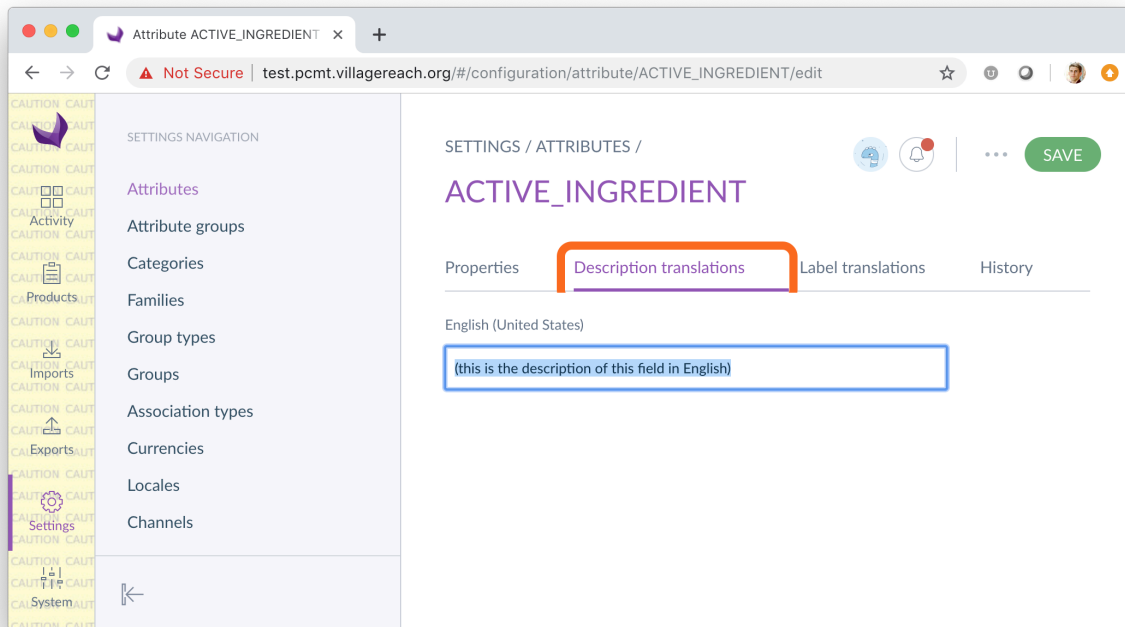 Attribute ACTIVE_INGREDIENT
Not Secure | test.pcmt.villagereach.org/#/configuration/attribute/ACTIVE_INGREDIENT/edit
CAUTION CAUT
Activity
Products
Imports
Exports
Settings
System
SETTINGS NAVIGATION
Attributes
Attribute groups
Categories
Families
Group types
Groups
Association types
Currencies
Locales
Channels
SETTINGS / ATTRIBUTES /
SAVE
ACTIVE_INGREDIENT
Properties
Description translations
Label translations
History
English (United States)
(this is the description of this field in English)